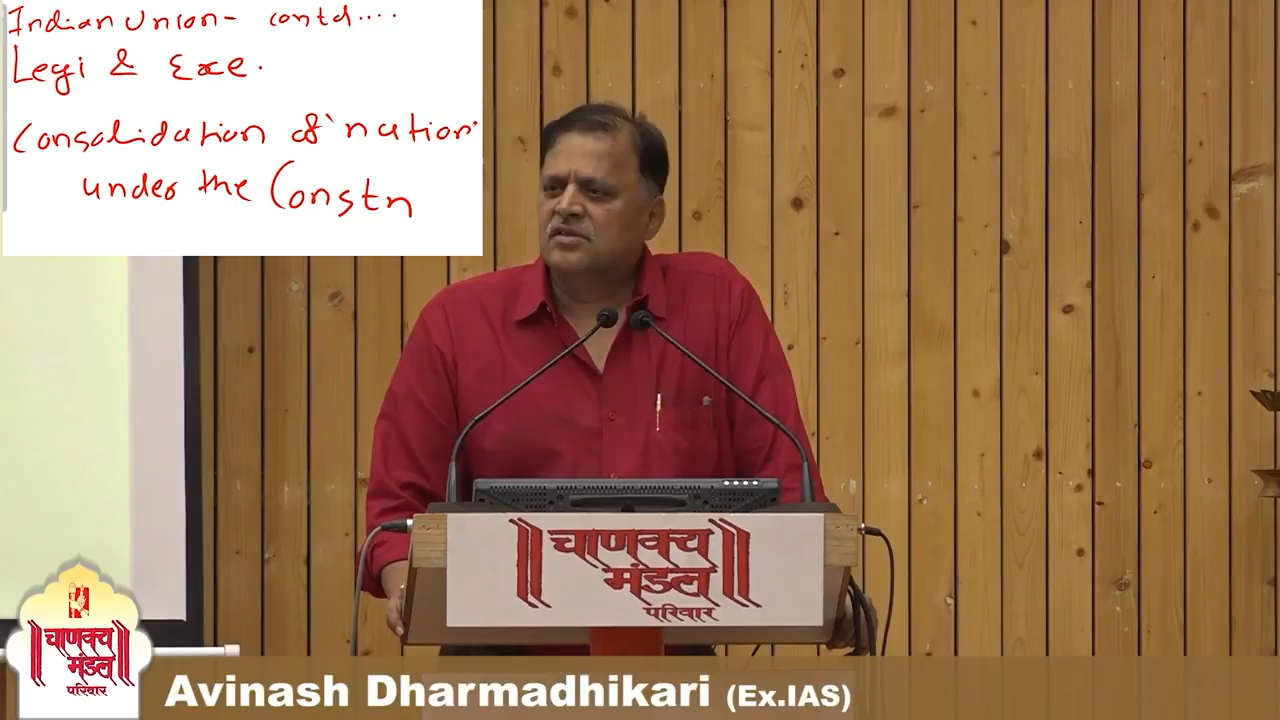 Indian Union- contd....
Legi & Exe.
Consolidation of nation
under the Constn
॥ चाणक्य
मंडल ॥
परिवार
॥ चाणक्य
मंडल ॥
परिवार
Avinash Dharmadhikari (Ex.IAS)